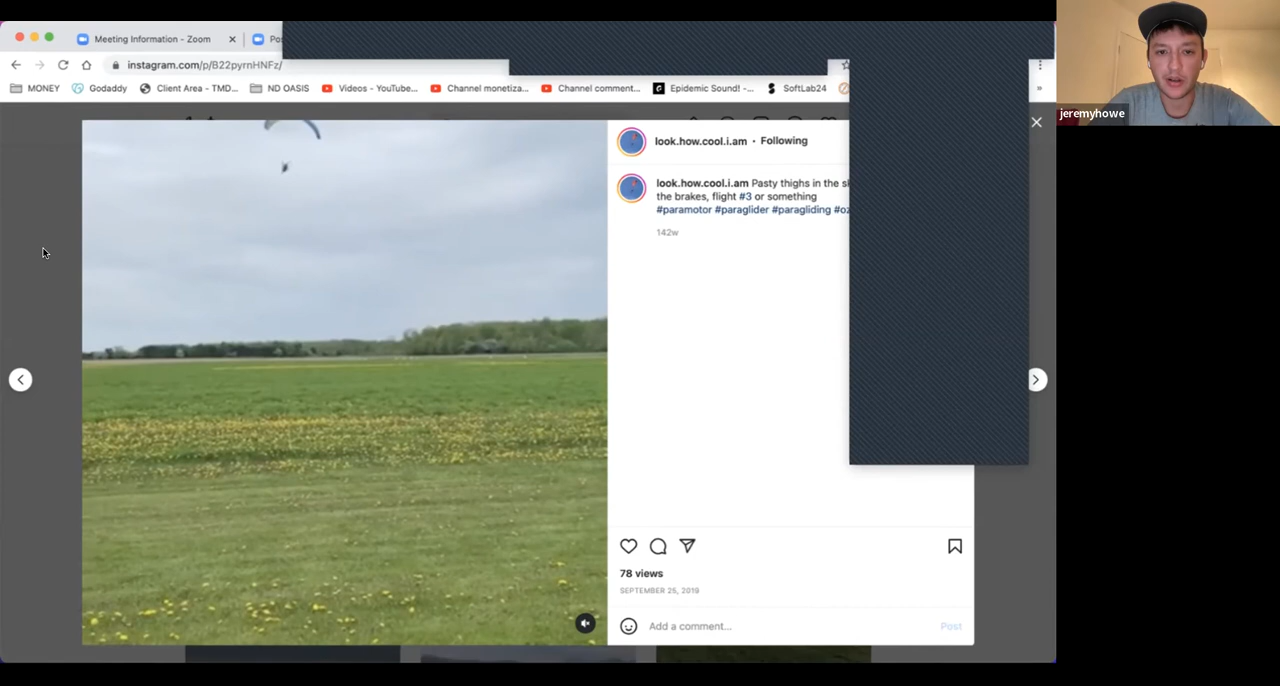 Meeting Information - Zoom
instagram.com/p/B22pyrnHNFz/
MONEY Godaddy Client Area - TMD... ND OASIS Videos - YouTube... Channel monetiza... Channel comment... Epidemic Sound! -... SoftLab24 »
jeremyhowe
look.how.cool.i.am • Following
look.how.cool.i.am Pasty thighs in the
the brakes, flight #3 or something
#paramotor #paraglider #paragliding
142w
78 views
SEPTEMBER 25, 2019
Add a comment... Post